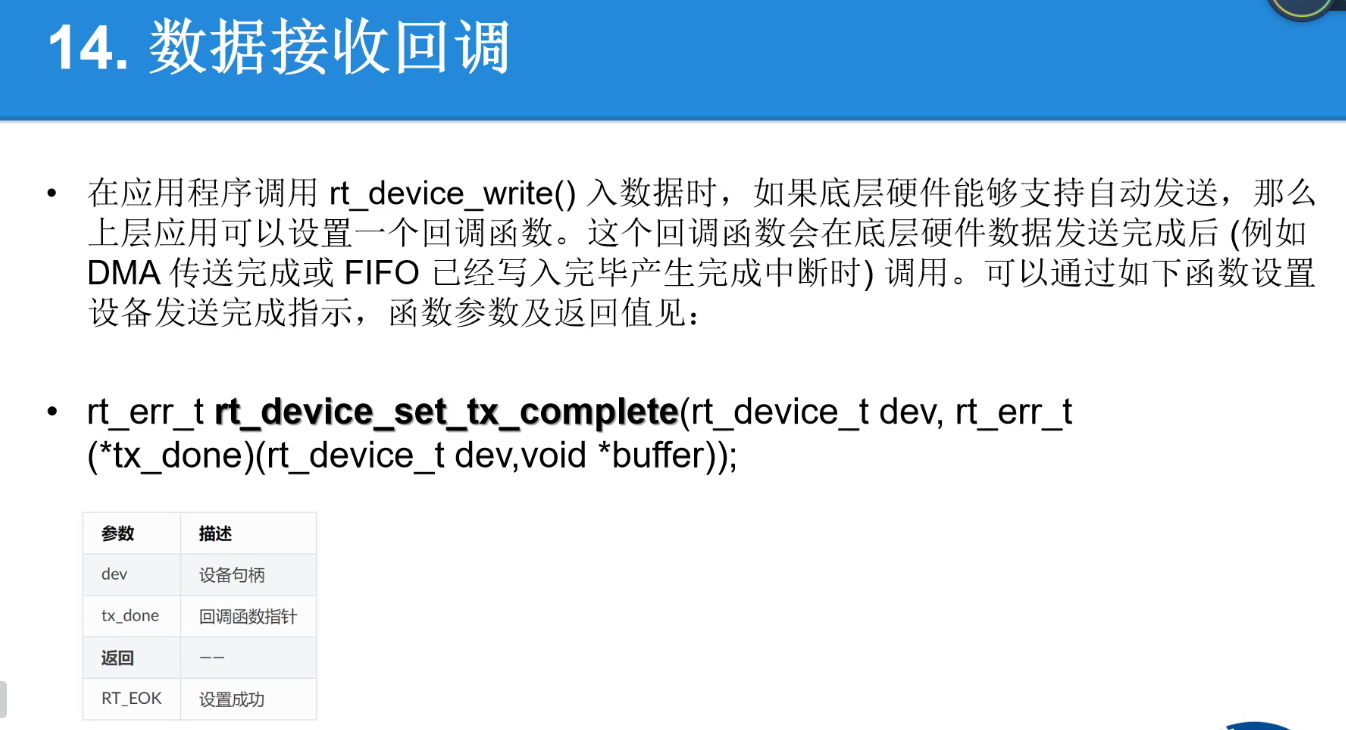 14. 数据接收回调
• 在应用程序调用 rt_device_write() 入数据时，如果底层硬件能够支持自动发送，那么
上层应用可以设置一个回调函数。这个回调函数会在底层硬件数据发送完成后 (例如
DMA 传送完成或 FIFO 已经写入完毕产生完成中断时) 调用。可以通过如下函数设置
设备发送完成指示，函数参数及返回值见：
• rt_err_t rt_device_set_tx_complete(rt_device_t dev, rt_err_t
(*tx_done)(rt_device_t dev,void *buffer));
参数 描述
dev 设备句柄
tx_done 回调函数指针
返回 ——
RT_EOK 设置成功